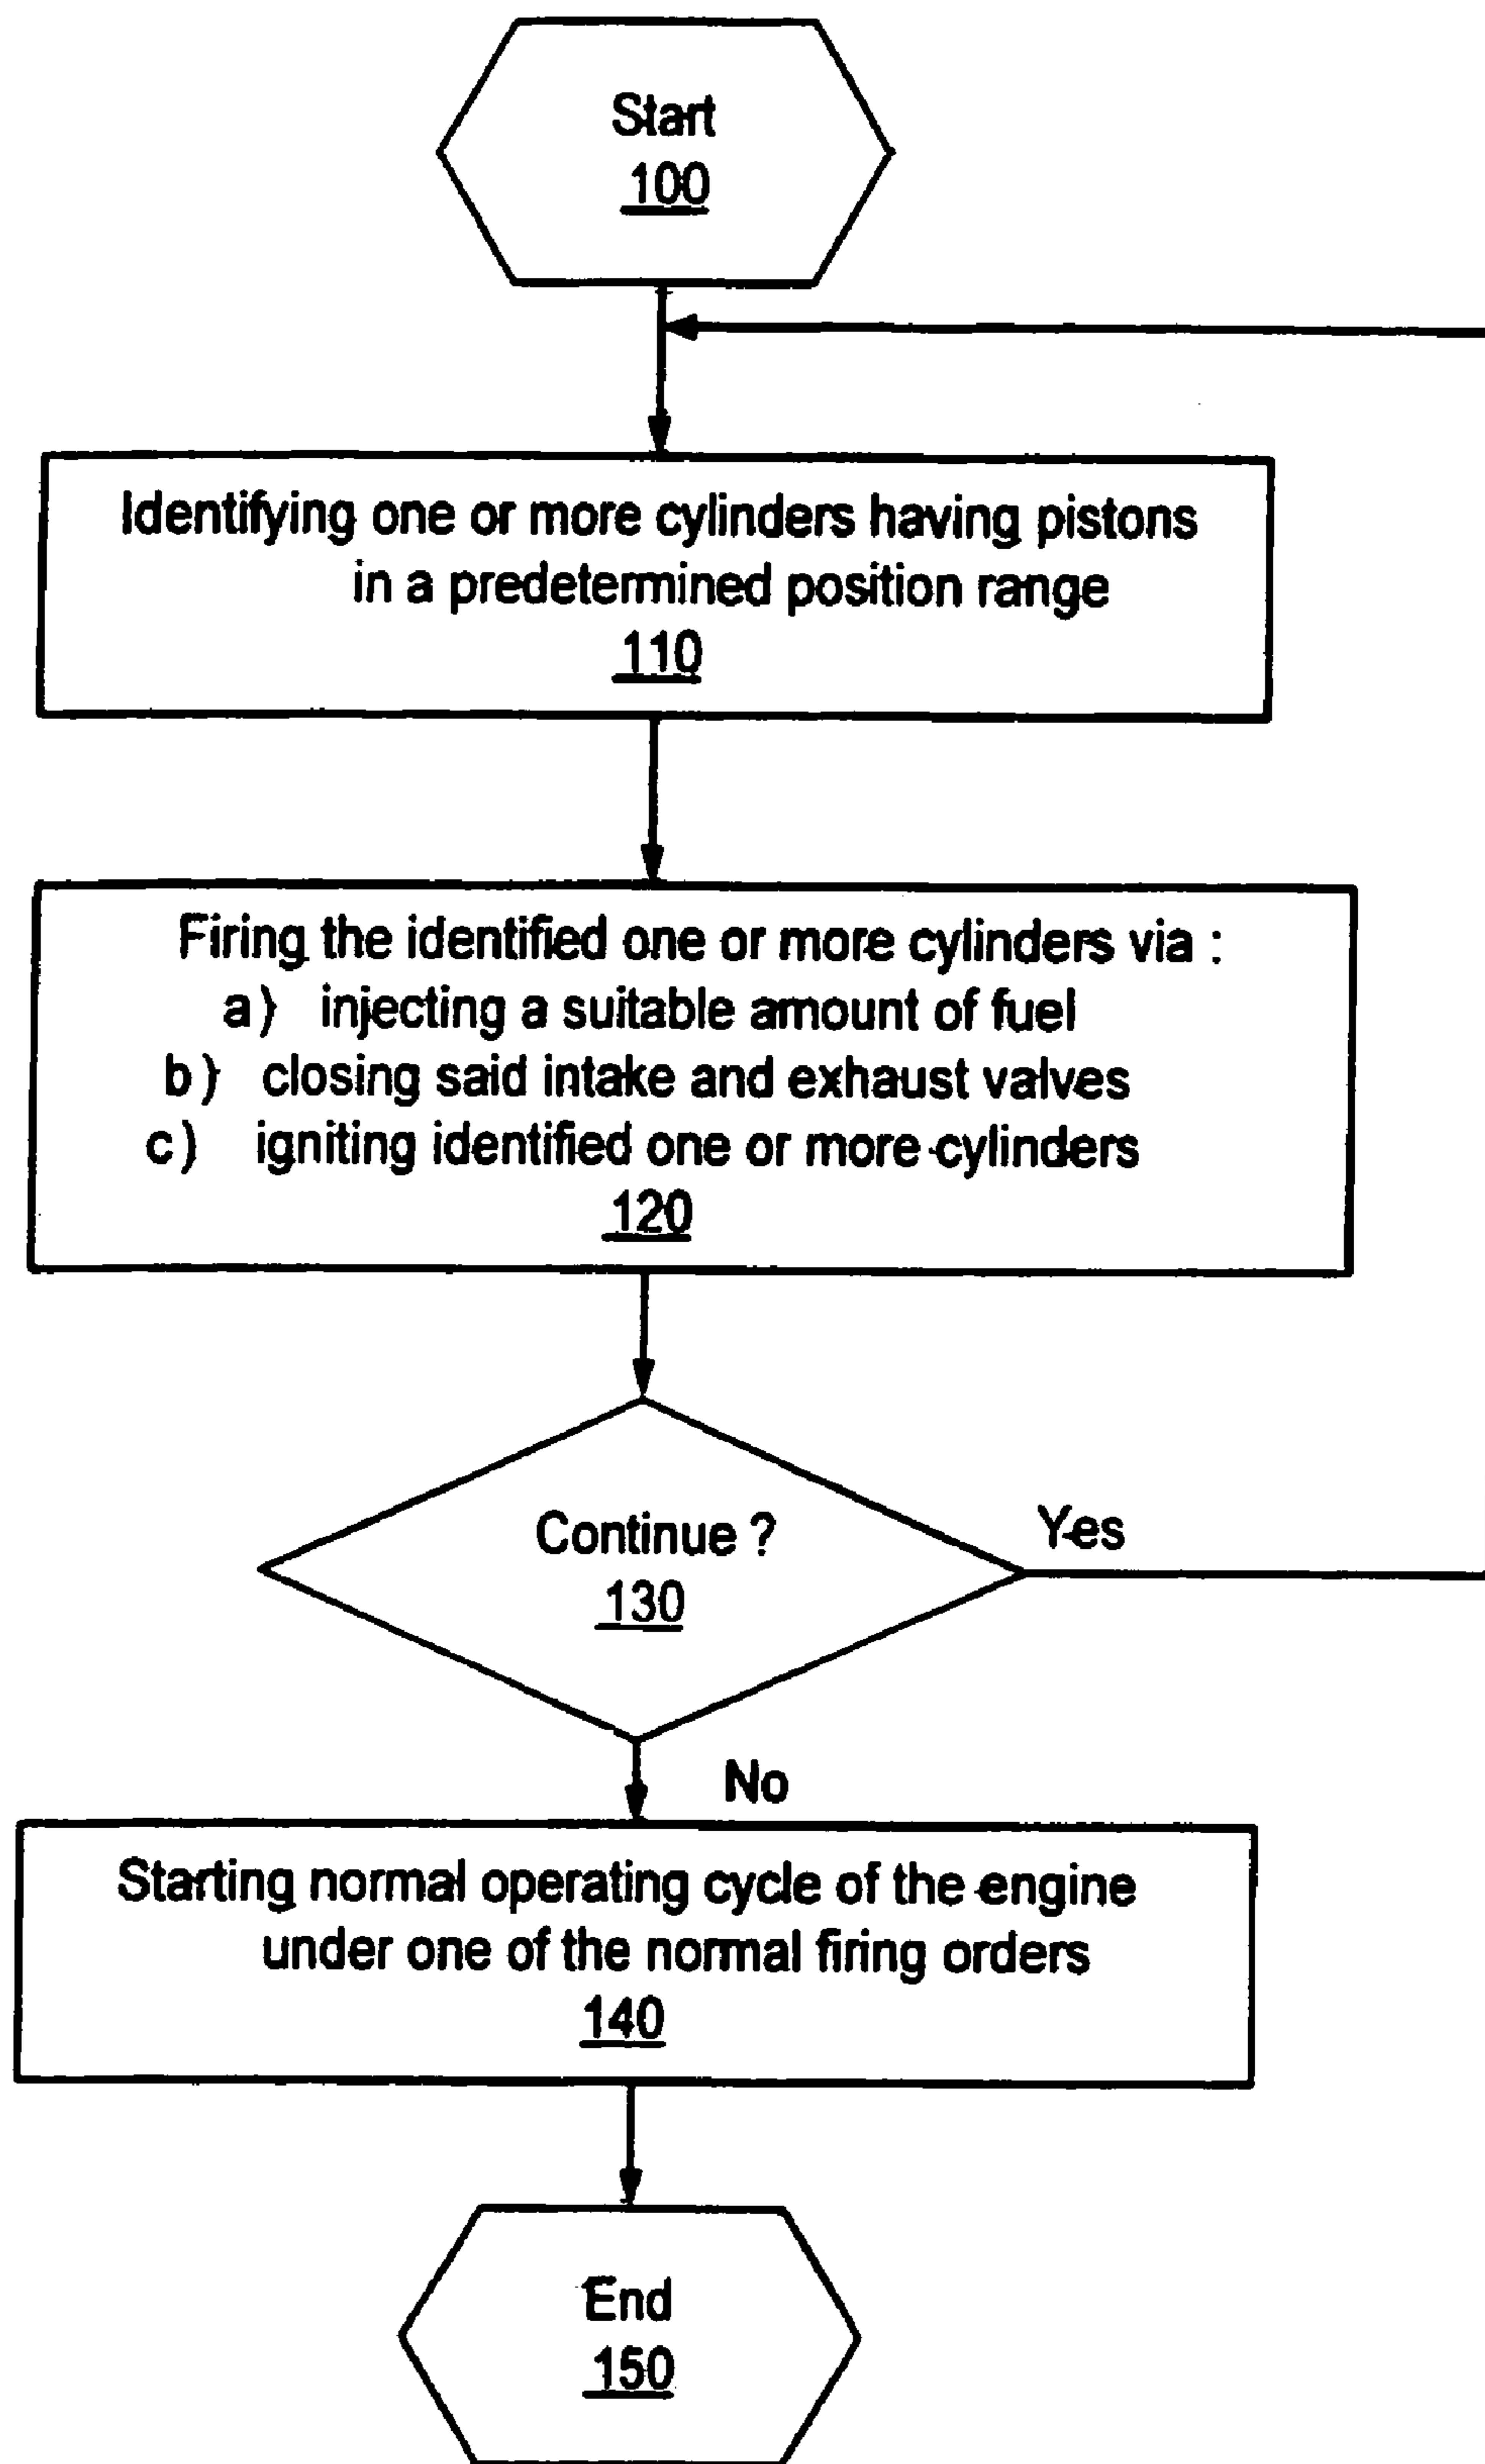 Start
100
Identifying one or more cylinders having pistons
in a predetermined position range
110
Firing the identified one or more cylinders via :
a) injecting a suitable amount of fuel
b) closing said intake and exhaust valves
c) igniting identified one or more cylinders
120
Continue ?
130
Yes
No
Starting normal operating cycle of the engine
under one of the normal firing orders
140
End
150